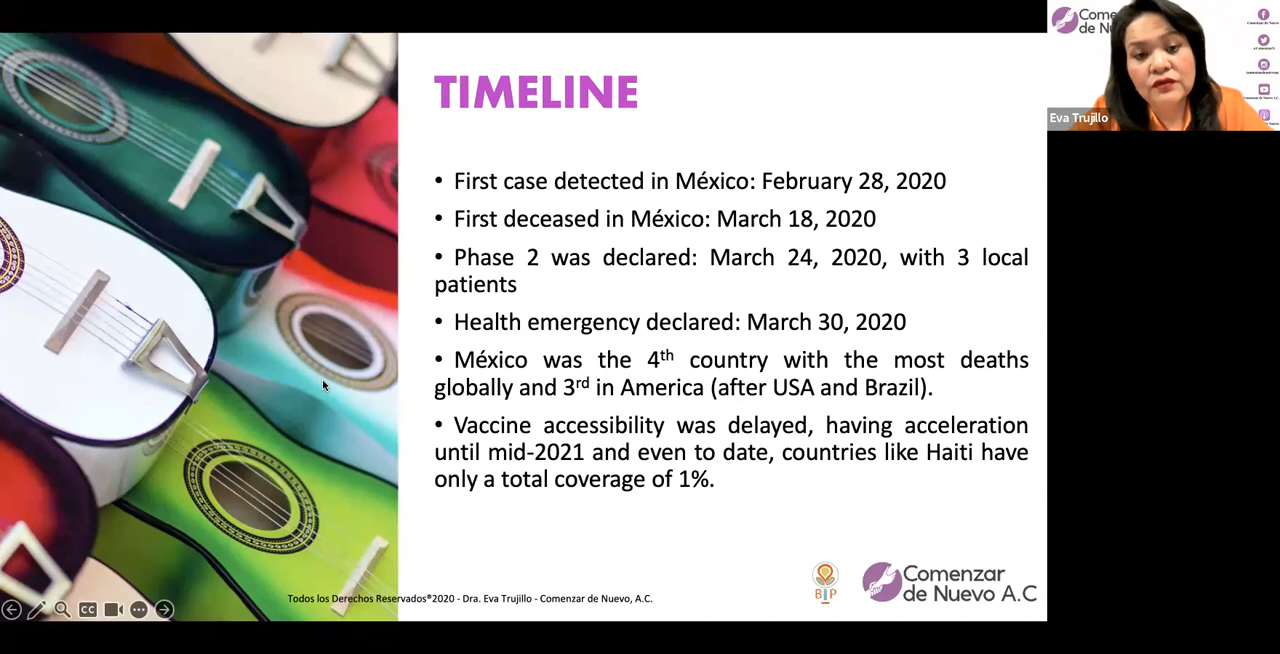 TIMELINE
• First case detected in México: February 28, 2020
• First deceased in México: March 18, 2020
• Phase 2 was declared: March 24, 2020, with 3 local
patients
• Health emergency declared: March 30, 2020
• México was the 4th country with the most deaths
globally and 3rd in America (after USA and Brazil).
• Vaccine accessibility was delayed, having acceleration
until mid-2021 and even to date, countries like Haiti have
only a total coverage of 1%.
Todos los Derechos Reservados®2020 - Dra. Eva Trujillo - Comenzar de Nuevo, A.C.
BIP
Comenzar
de Nuevo A.C
CC
Eva Trujillo